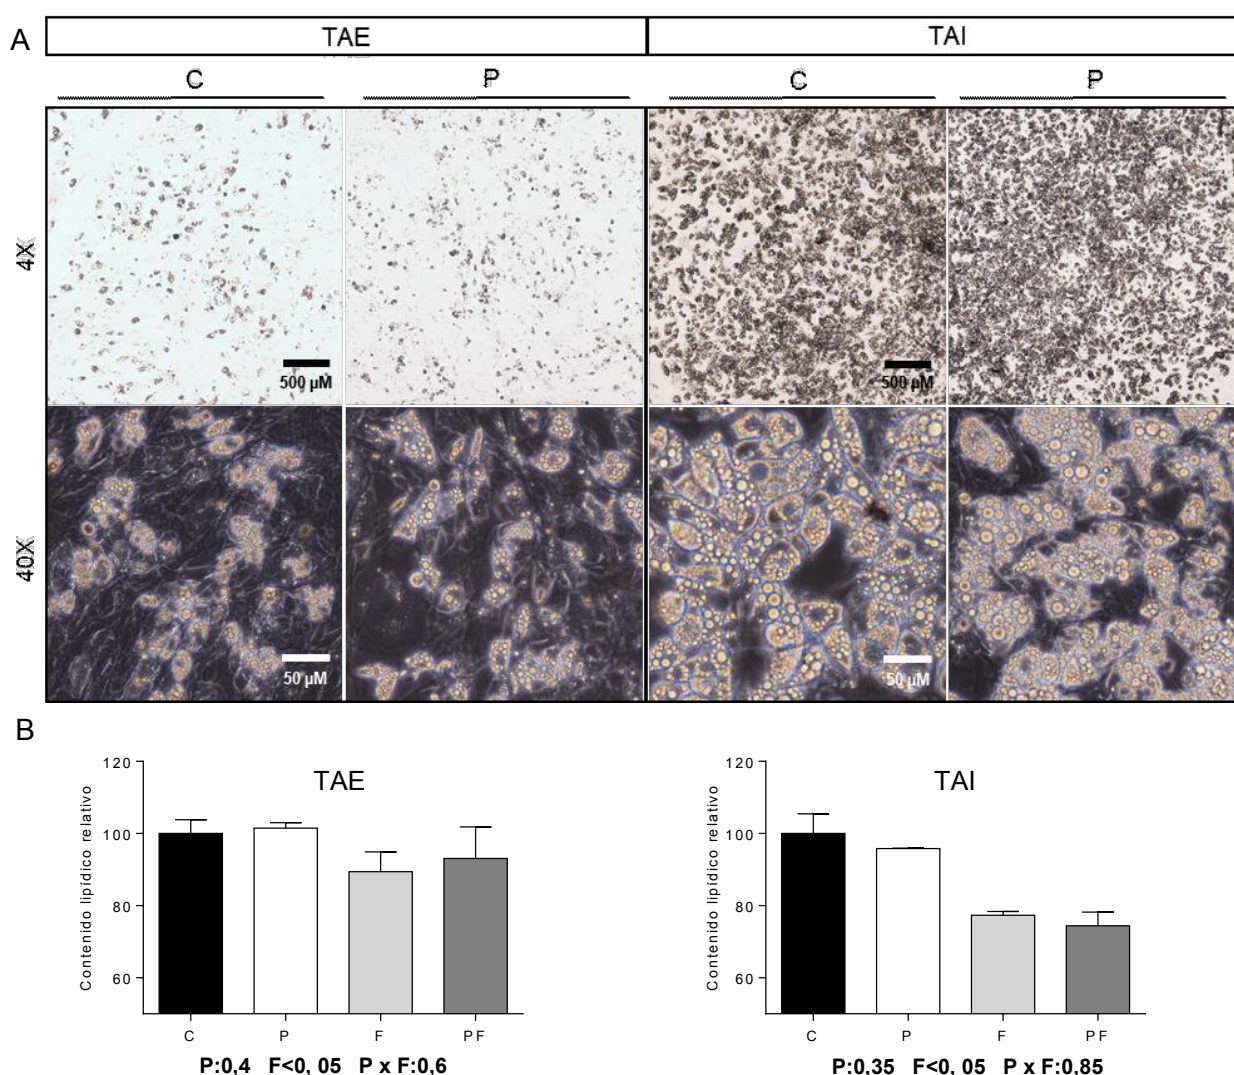 A
TAE TAI
C P C P
4X
500 µM 500 µM
40X
50 µM 50 µM
B
TAE
Contenido lipídico relativo
120
100
80
60
C P F PF
P:0,4 F<0, 05 P x F:0,6
TAI
Contenido lipídico relativo
120
100
80
60
C P F PF
P:0,35 F<0, 05 P x F:0,85